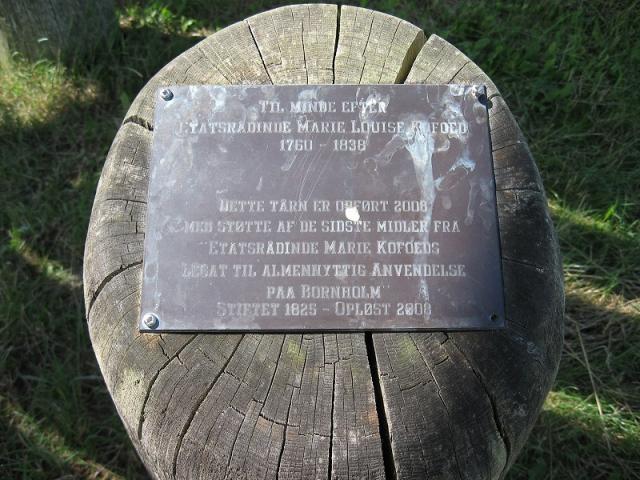 Til minde efter
Etatsrådinde Marie Louise Kofoed
1760 - 1838
Dette tårn er opført 2008
med støtte af de sidste midler fra
"Etatsrådinde Marie Kofoeds
Legat til almennyttig Anvendelse
paa Bornholm"
Stiftet 1825 - Opløst 2008